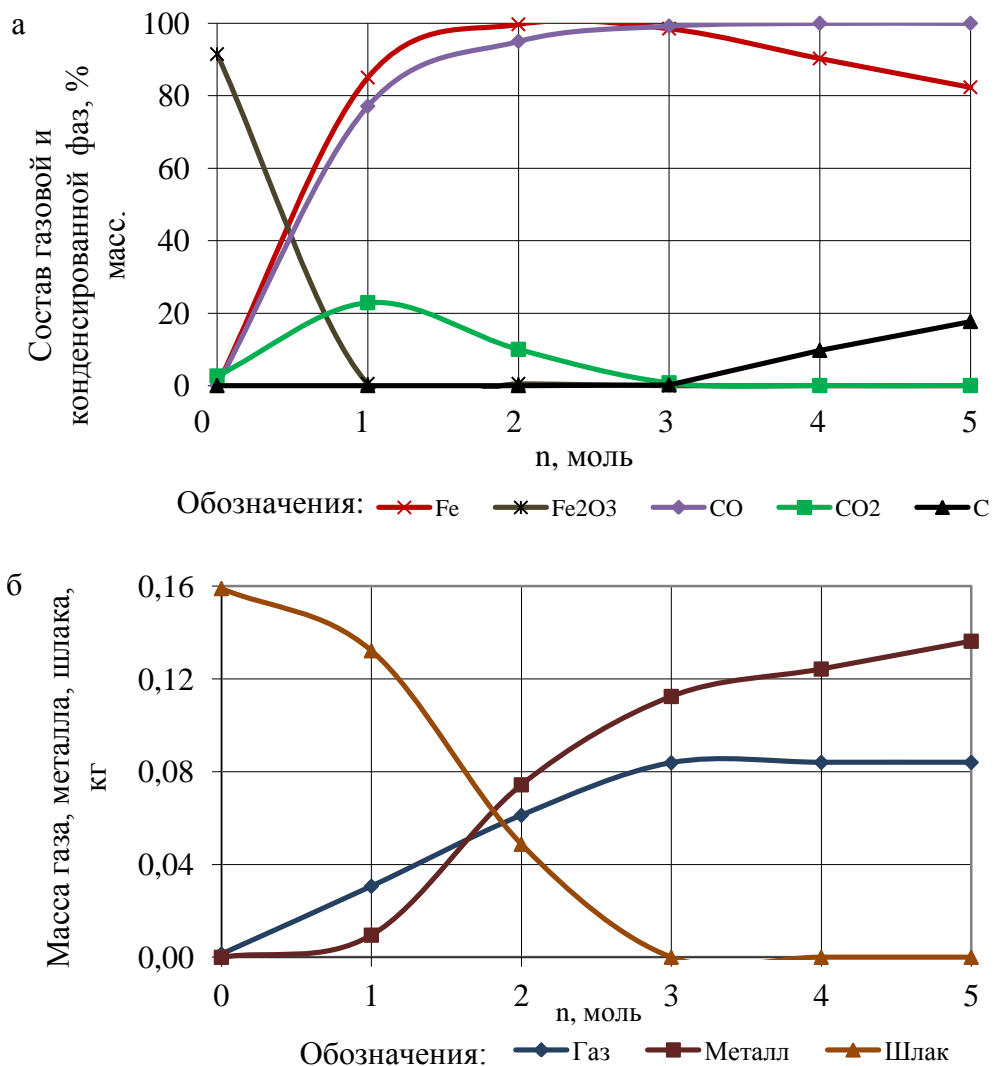 а
Состав газовой и
конденсированной фаз, %
масс.
100
80
60
40
20
0
0 1 2 3 4 5
n, моль
Обозначения: Fe Fe2O3 CO CO2 C
б
Масса газа, металла, шлака,
кг
0,16
0,12
0,08
0,04
0,00
0 1 2 3 4 5
n, моль
Обозначения: Газ Металл Шлак